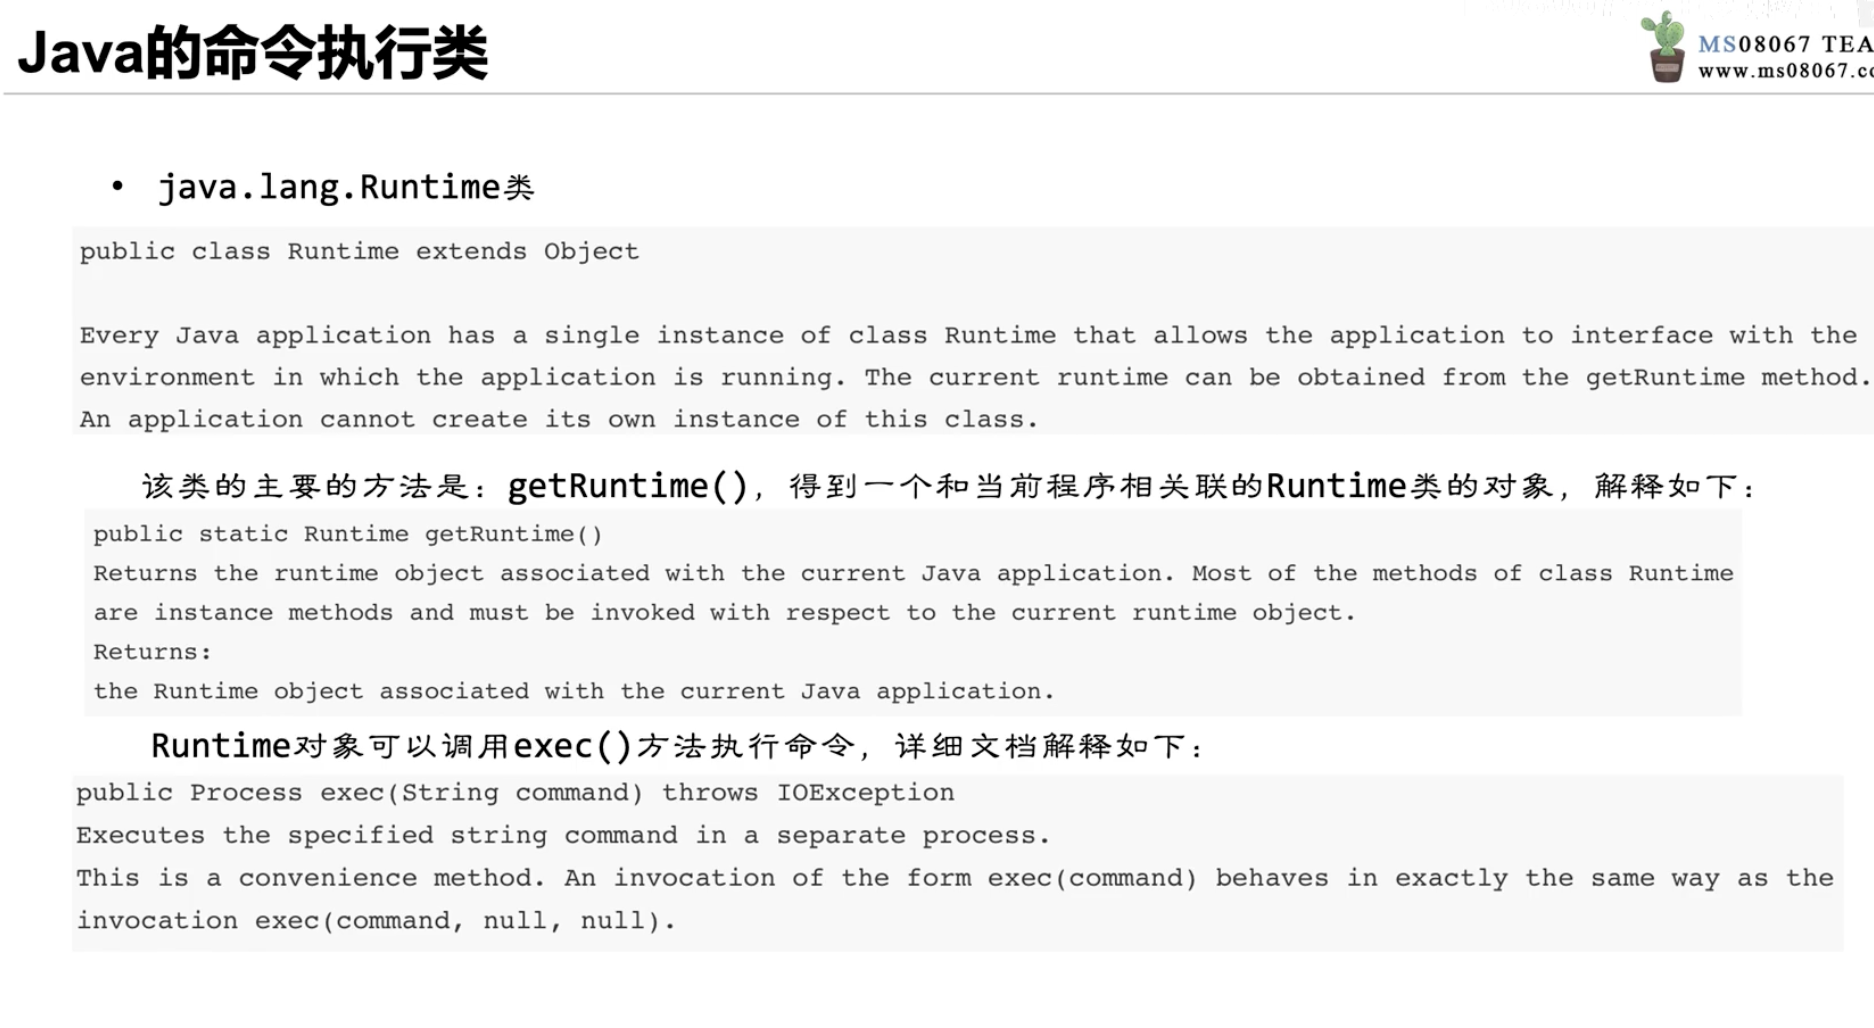 Java的命令执行类
MS08067 TEA
www.ms08067.c
• java.lang.Runtime类
public class Runtime extends Object
Every Java application has a single instance of class Runtime that allows the application to interface with the
environment in which the application is running. The current runtime can be obtained from the getRuntime method.
An application cannot create its own instance of this class.
该类的主要的方法是：getRuntime()，得到一个和当前程序相关联的Runtime类的对象，解释如下：
public static Runtime getRuntime()
Returns the runtime object associated with the current Java application. Most of the methods of class Runtime
are instance methods and must be invoked with respect to the current runtime object.
Returns:
the Runtime object associated with the current Java application.
Runtime对象可以调用exec()方法执行命令，详细文档解释如下：
public Process exec(String command) throws IOException
Executes the specified string command in a separate process.
This is a convenience method. An invocation of the form exec(command) behaves in exactly the same way as the
invocation exec(command, null, null).